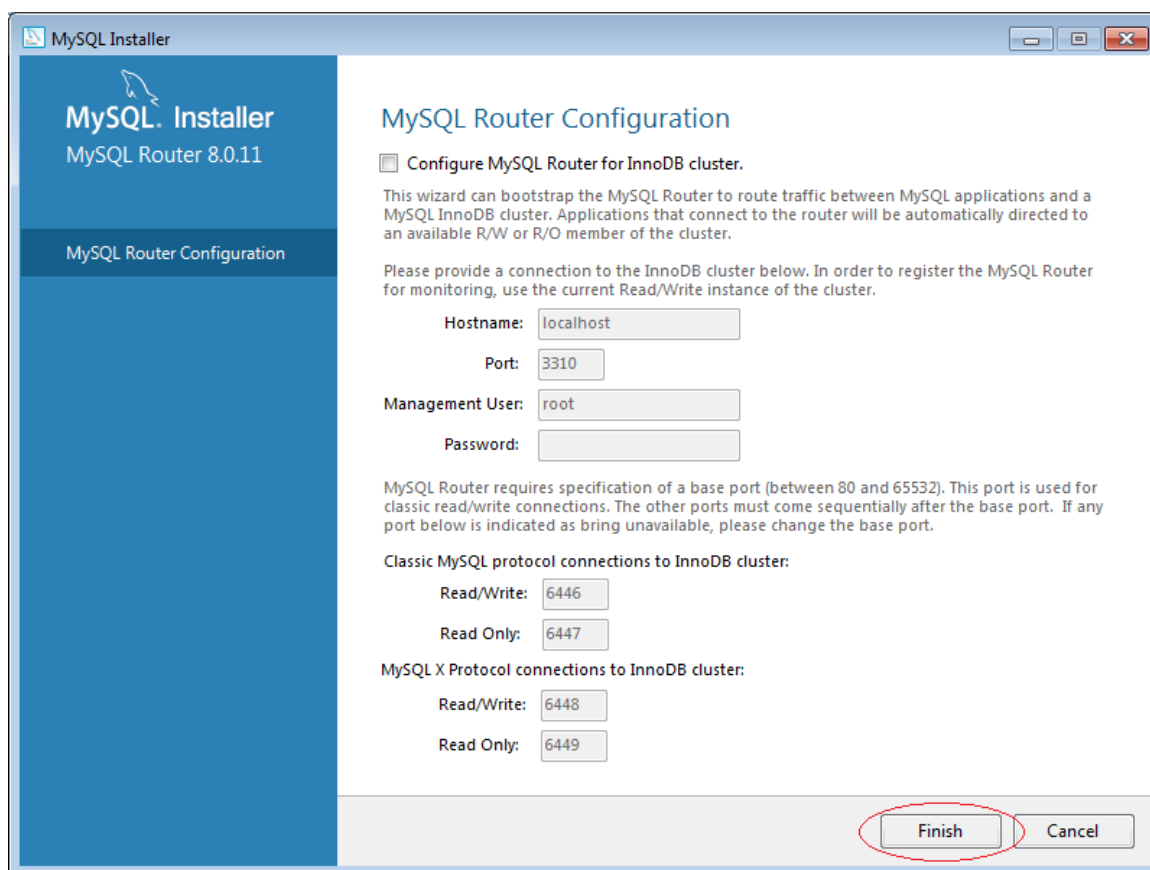 MySQL Installer
MySQL. Installer
MySQL Router 8.0.11
MySQL Router Configuration
MySQL Router Configuration
Configure MySQL Router for InnoDB cluster.
This wizard can bootstrap the MySQL Router to route traffic between MySQL applications and a
MySQL InnoDB cluster. Applications that connect to the router will be automatically directed to
an available R/W or R/O member of the cluster.
Please provide a connection to the InnoDB cluster below. In order to register the MySQL Router
for monitoring, use the current Read/Write instance of the cluster.
Hostname: localhost
Port: 3310
Management User: root
Password:
MySQL Router requires specification of a base port (between 80 and 65532). This port is used for
classic read/write connections. The other ports must come sequentially after the base port. If any
port below is indicated as bring unavailable, please change the base port.
Classic MySQL protocol connections to InnoDB cluster:
Read/Write: 6446
Read Only: 6447
MySQL X Protocol connections to InnoDB cluster:
Read/Write: 6448
Read Only: 6449
Finish Cancel